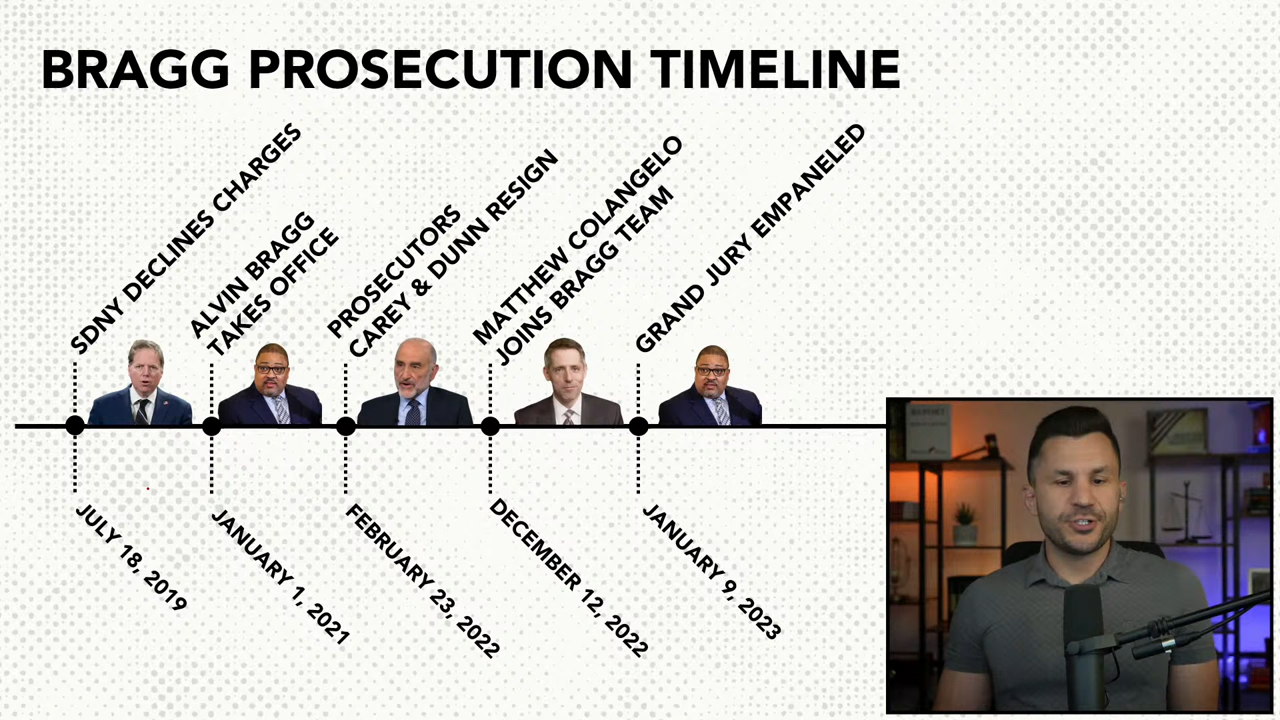 BRAGG PROSECUTION TIMELINE
SDNY DECLINES CHARGES
ALVIN BRAGG
TAKES OFFICE
PROSECUTORS
CAREY & DUNN RESIGN
MATTHEW COLANGELO
JOINS BRAGG TEAM
GRAND JURY EMPANELED
JULY 18, 2019
JANUARY 1, 2021
FEBRUARY 23, 2022
DECEMBER 12, 2022
JANUARY 9, 2023
REPORT